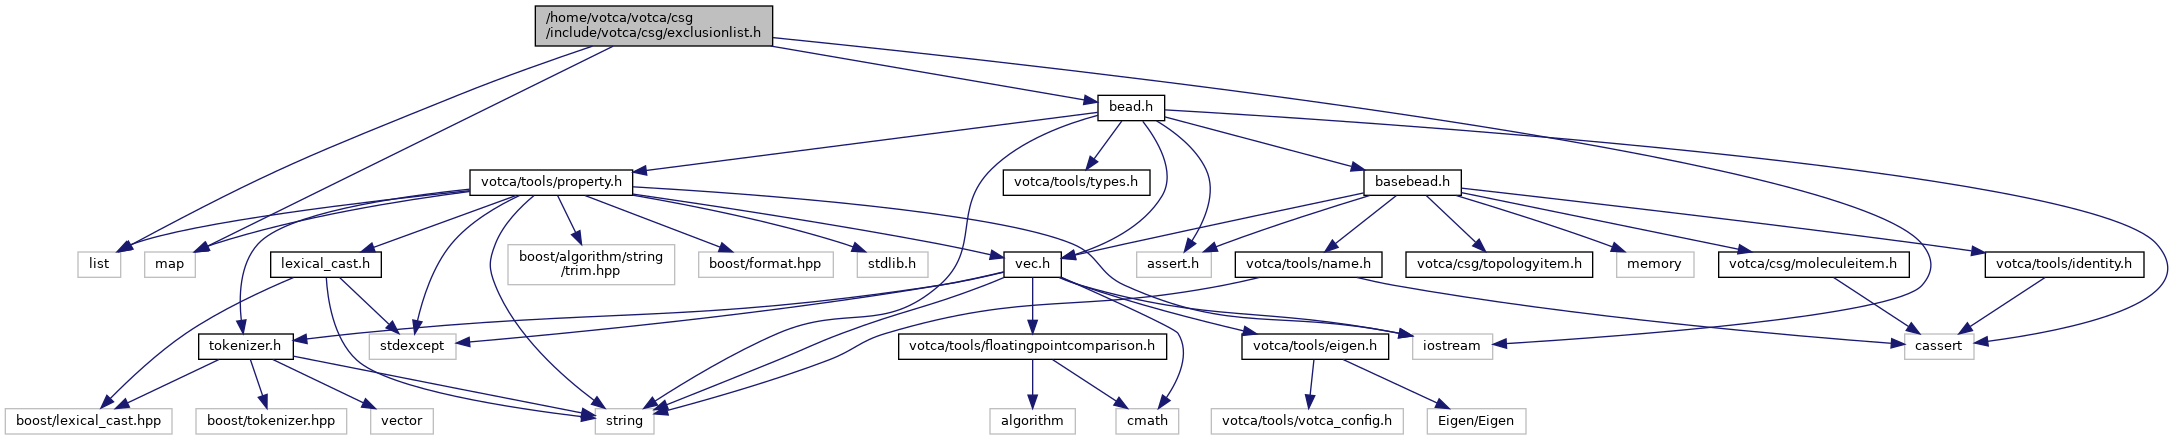 /home/votca/votca/csg
/include/votca/csg/exclusionlist.h
bead.h
votca/tools/property.h
votca/tools/types.h
basebead.h
list
map
lexical_cast.h
boost/algorithm/string
/trim.hpp
boost/format.hpp
stdlib.h
vec.h
assert.h
votca/tools/name.h
votca/csg/topologyitem.h
memory
votca/csg/moleculeitem.h
votca/tools/identity.h
tokenizer.h
stdexcept
votca/tools/floatingpointcomparison.h
votca/tools/eigen.h
iostream
cassert
boost/lexical_cast.hpp
boost/tokenizer.hpp
vector
string
algorithm
cmath
votca/tools/votca_config.h
Eigen/Eigen